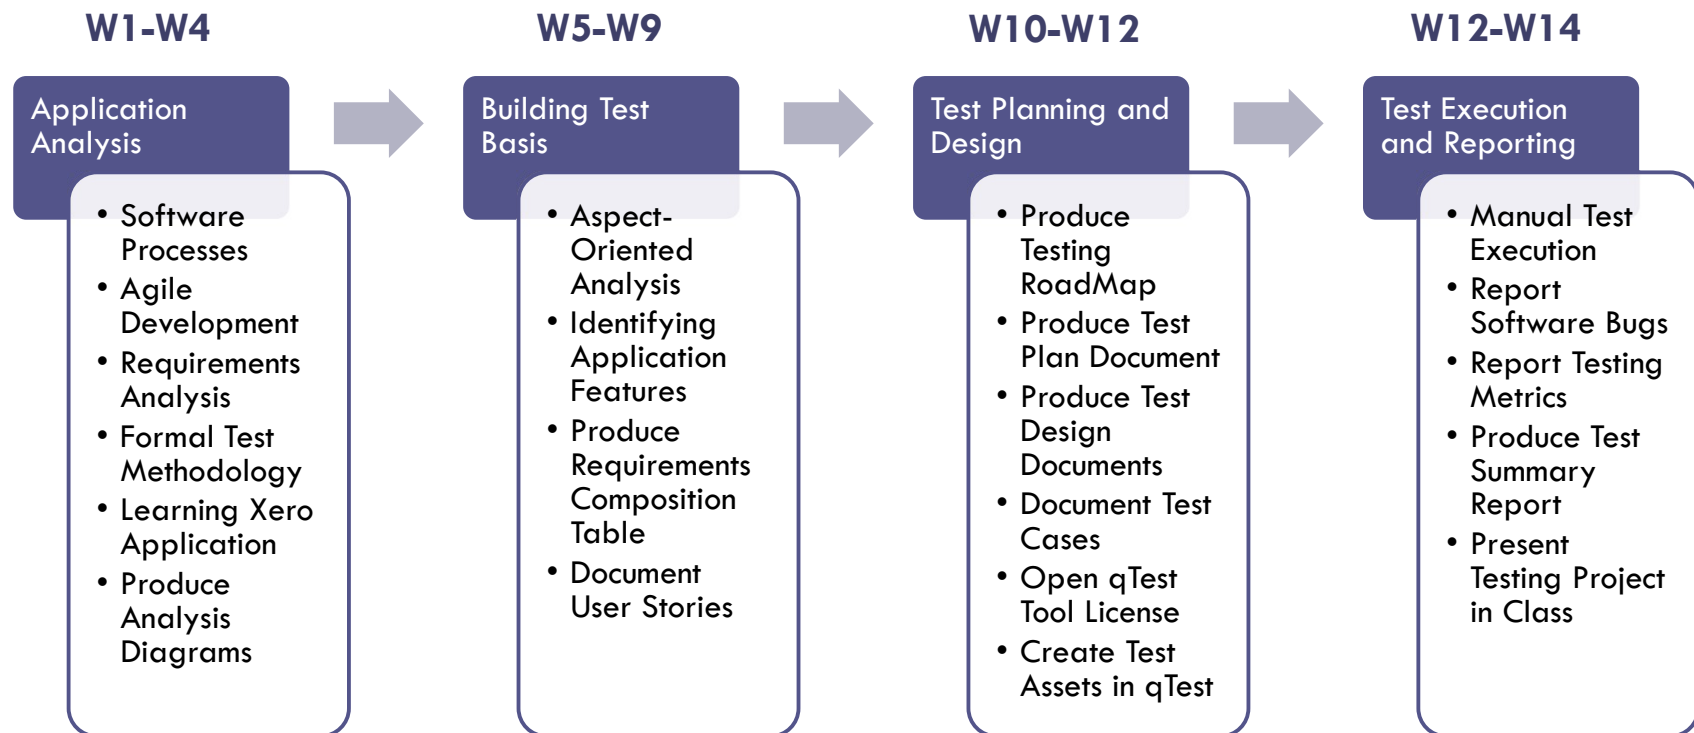 W1-W4
Application
Analysis
• Software
Processes
• Agile
Development
• Requirements
Analysis
• Formal Test
Methodology
• Learning Xero
Application
• Produce
Analysis
Diagrams
W5-W9
Building Test
Basis
• Aspect-
Oriented
Analysis
• Identifying
Application
Features
• Produce
Requirements
Composition
Table
• Document
User Stories
W10-W12
Test Planning and
Design
• Produce
Testing
RoadMap
• Produce Test
Plan Document
• Produce Test
Design
Documents
• Document Test
Cases
• Open qTest
Tool License
• Create Test
Assets in qTest
W12-W14
Test Execution
and Reporting
• Manual Test
Execution
• Report
Software Bugs
• Report Testing
Metrics
• Produce Test
Summary
Report
• Present
Testing Project
in Class